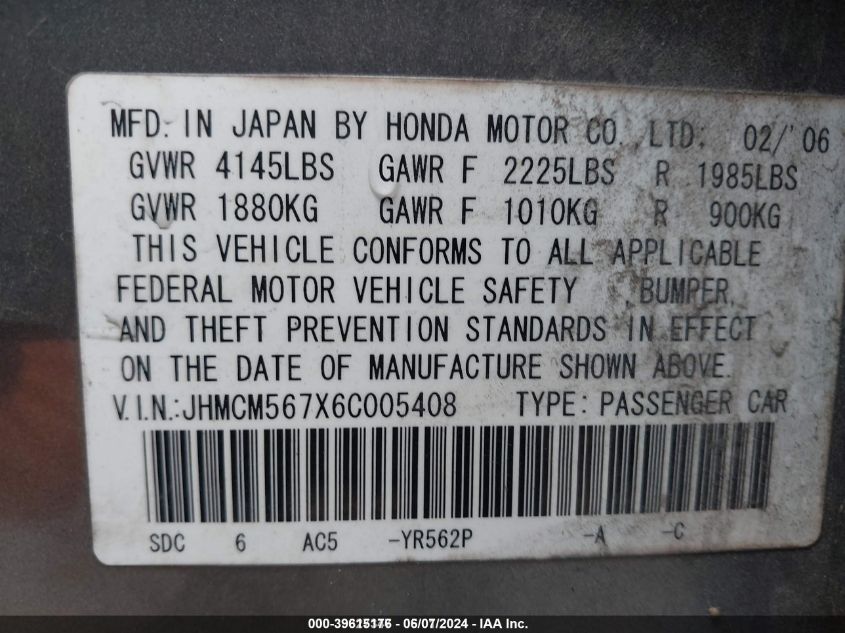 MFD. IN JAPAN BY HONDA MOTOR CO., LTD. 02/'06
GVWR 4145LBS GAWR F 2225LBS R 1985LBS
GVWR 1880KG GAWR F 1010KG R 900KG
THIS VEHICLE CONFORMS TO ALL APPLICABLE
FEDERAL MOTOR VEHICLE SAFETY , BUMPER,
AND THEFT PREVENTION STANDARDS IN EFFECT
ON THE DATE OF MANUFACTURE SHOWN ABOVE.
V.I.N.:JHMCM567X6C005408 TYPE: PASSENGER CAR
SDC 6 AC5 -YR562P -A -C
06/07/2024 - IAA Inc.